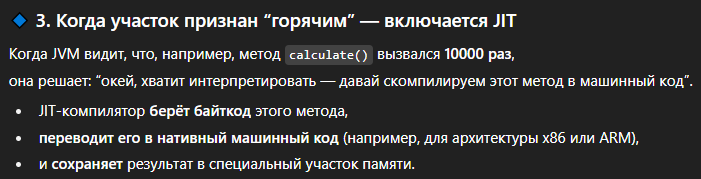 🔹 3. Когда участок признан “горячим” — включается JIT
Когда JVM видит, что, например, метод calculate() вызвался 10000 раз,
она решает: “окей, хватит интерпретировать — давай скомпилируем этот метод в машинный код”.
• JIT-компилятор берёт байткод этого метода,
• переводит его в нативный машинный код (например, для архитектуры x86 или ARM),
• и сохраняет результат в специальный участок памяти.